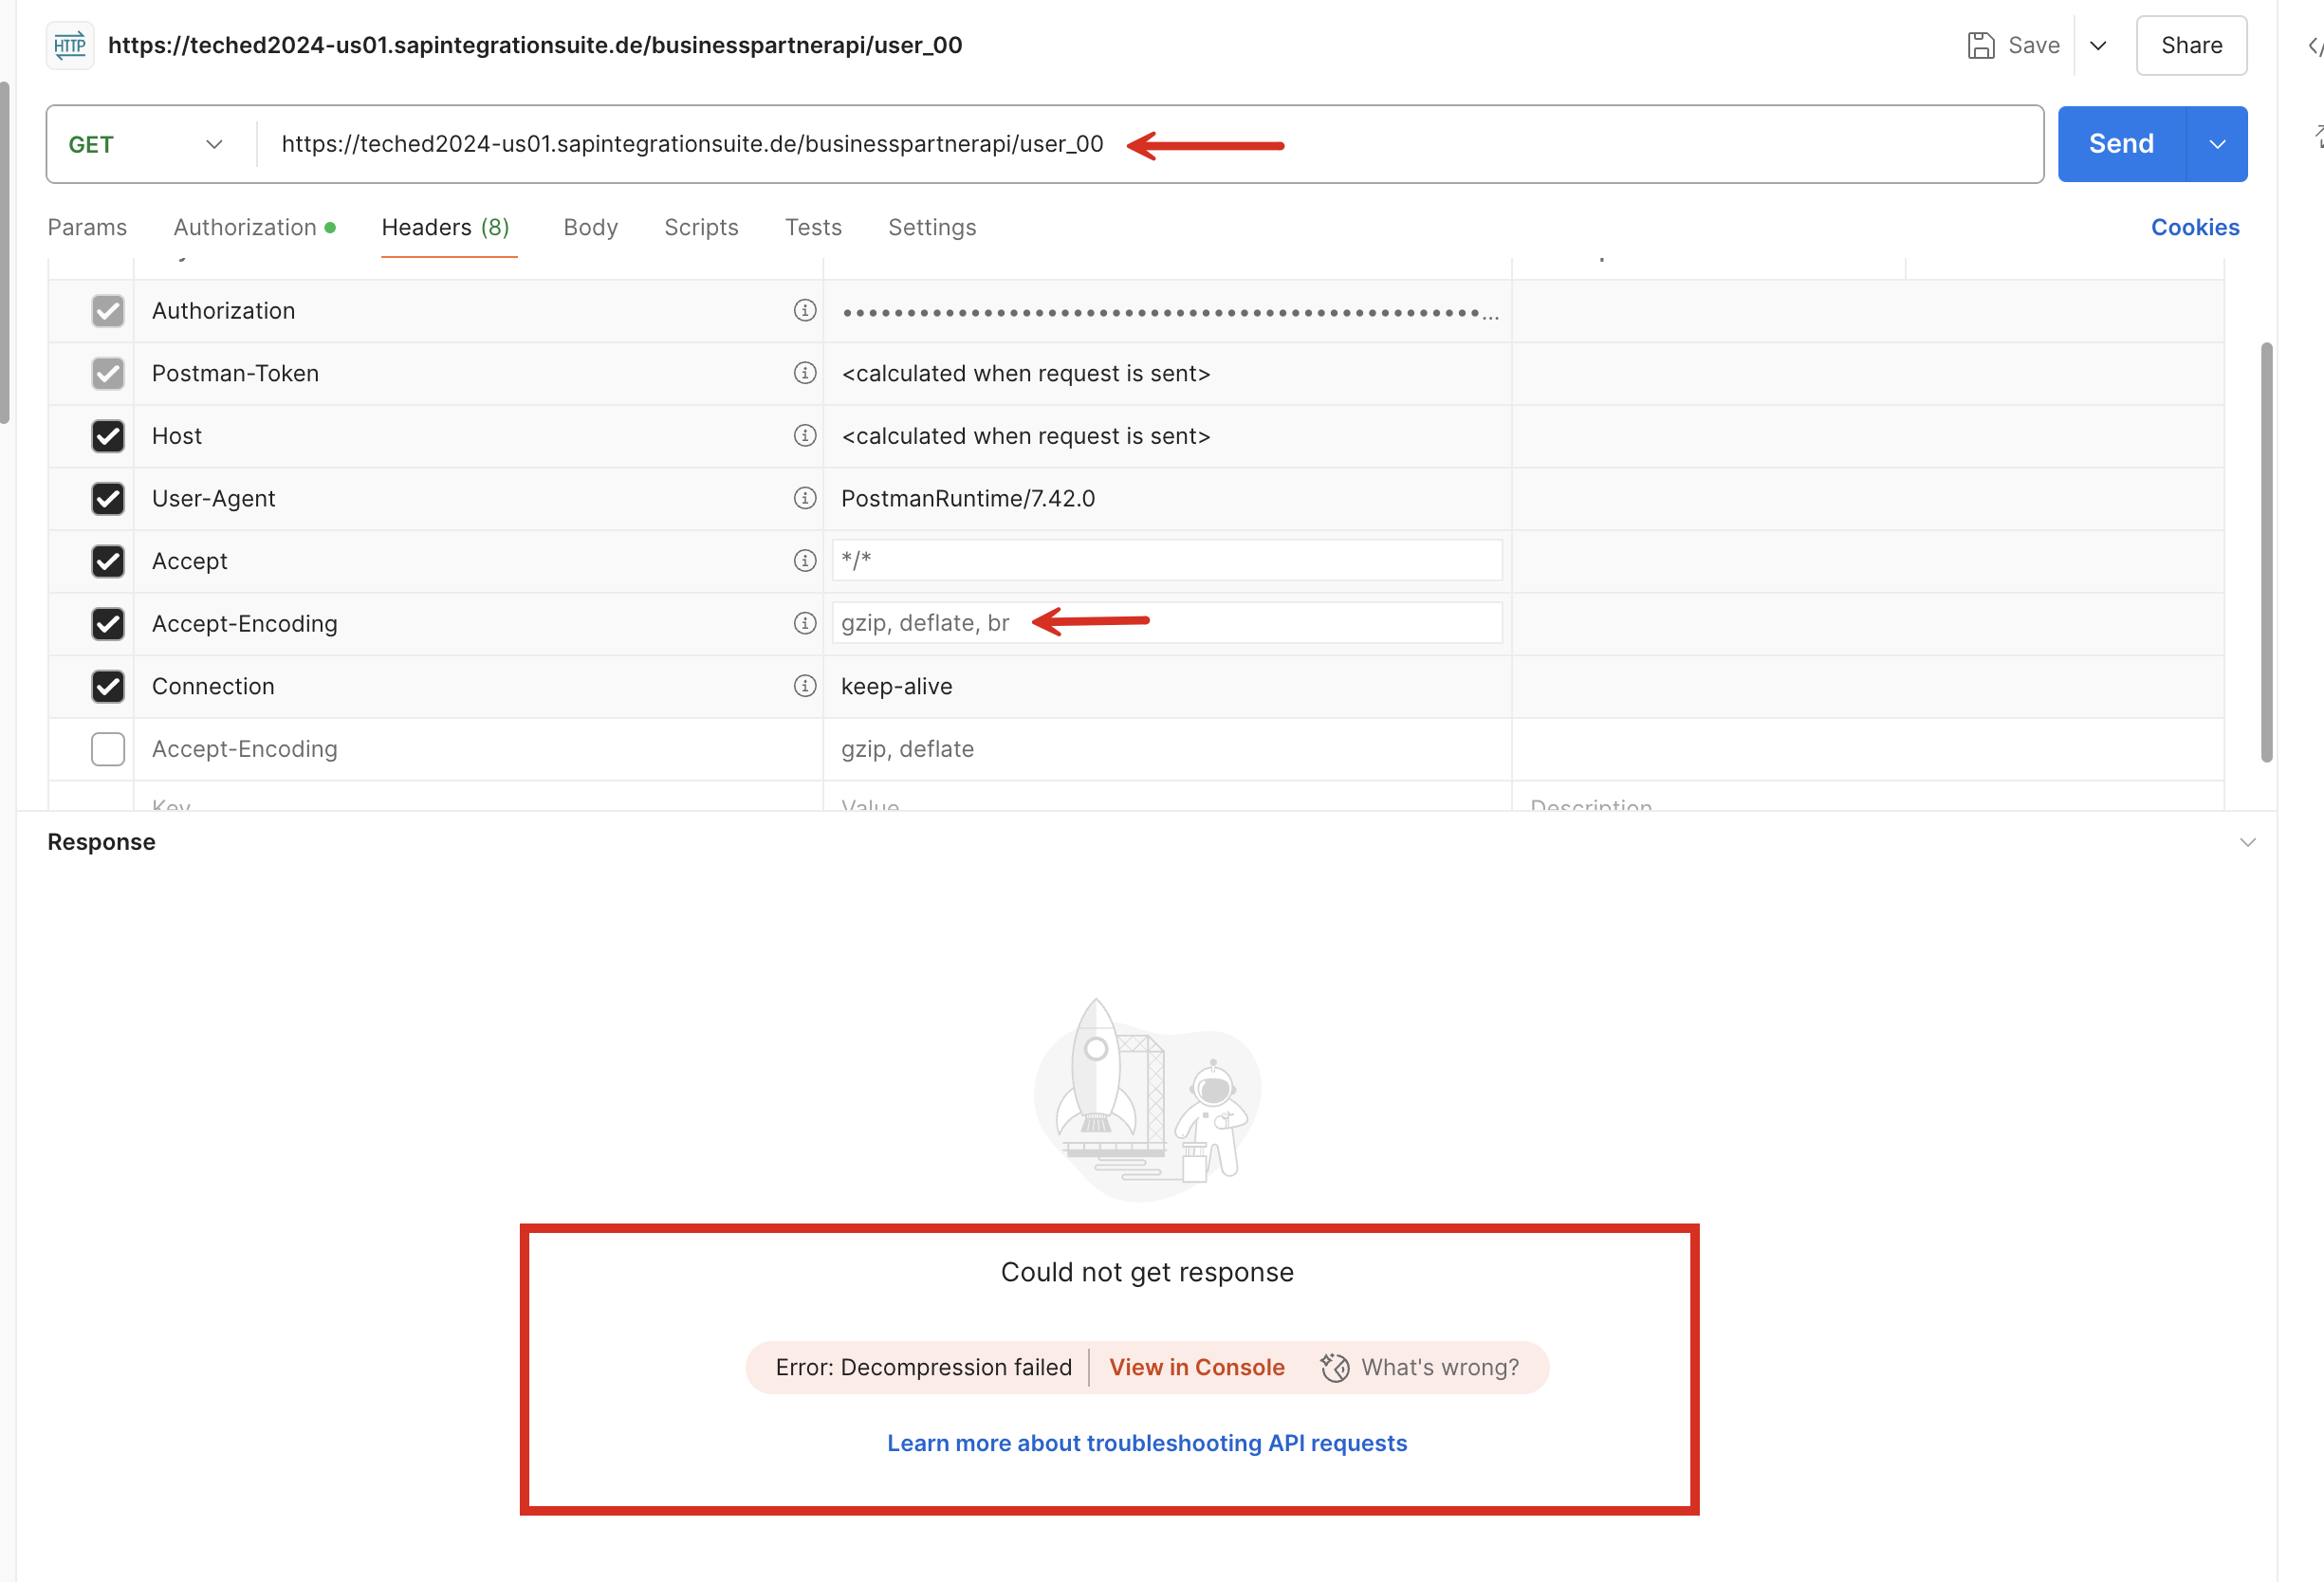 HTTP https://teched2024-us01.sapintegrationsuite.de/businesspartnerapi/user_00 Save Share
GET https://teched2024-us01.sapintegrationsuite.de/businesspartnerapi/user_00 Send
Params Authorization Headers (8) Body Scripts Tests Settings Cookies
Authorization ••••••••••••••••••••••••••••••••••••••••••••••••••...
Postman-Token <calculated when request is sent>
Host <calculated when request is sent>
User-Agent PostmanRuntime/7.42.0
Accept */*
Accept-Encoding gzip, deflate, br
Connection keep-alive
Accept-Encoding gzip, deflate
Key Value Description
Response
Could not get response
Error: Decompression failed View in Console What's wrong?
Learn more about troubleshooting API requests